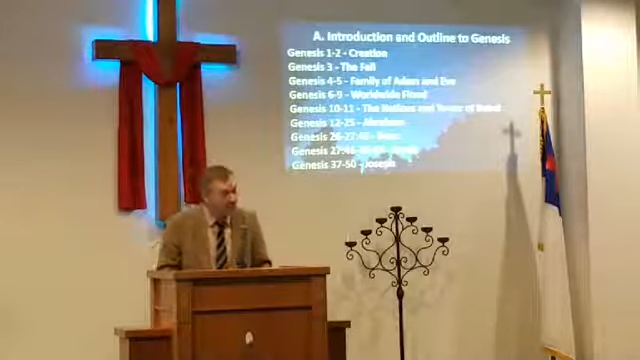 A. Introduction and Outline to Genesis
Genesis 1-2 - Creation
Genesis 3 - The Fall
Genesis 4-5 - Family of Adam and Eve
Genesis 6-9 - Worldwide Flood
Genesis 10-11 - The Nations and Tower of Babel
Genesis 12-25 - Abraham
Genesis
Genesis
Genesis 37-50 - Joseph